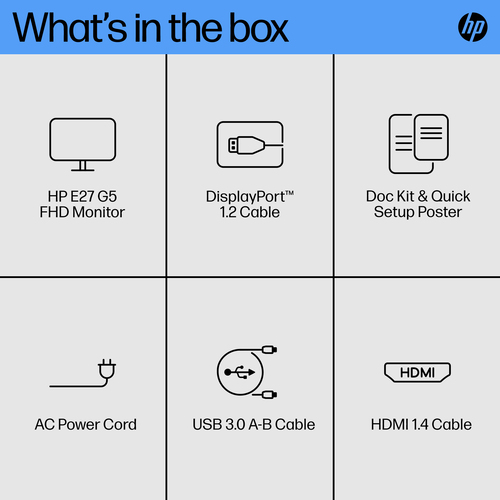 What's in the box
hp
HP E27 G5
FHD Monitor
DisplayPort™
1.2 Cable
Doc Kit & Quick
Setup Poster
AC Power Cord
USB 3.0 A-B Cable
HDMI
HDMI 1.4 Cable